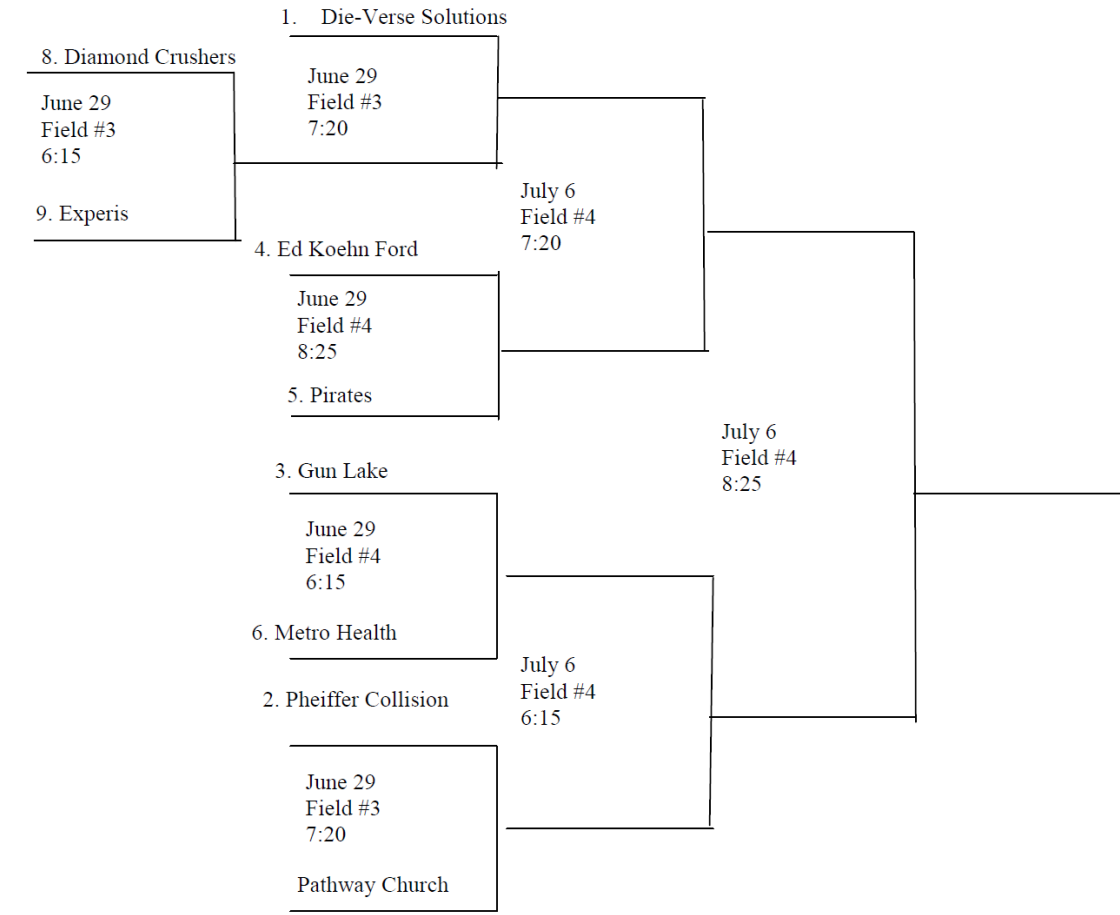 1. Die-Verse Solutions
8. Diamond Crushers
June 29
Field #3
7:20
June 29
Field #3
6:15
9. Experis
July 6
Field #4
7:20
4. Ed Koehn Ford
June 29
Field #4
8:25
5. Pirates
July 6
Field #4
8:25
3. Gun Lake
June 29
Field #4
6:15
6. Metro Health
July 6
Field #4
6:15
2. Pheiffer Collision
June 29
Field #3
7:20
Pathway Church